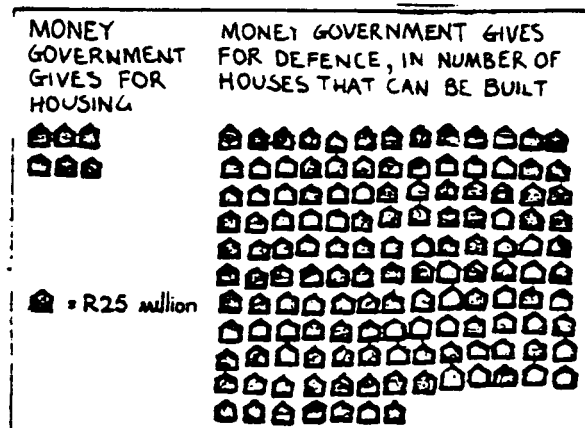 MONEY
GOVERNMENT
GIVES FOR
HOUSING
MONEY GOVERNMENT GIVES
FOR DEFENCE, IN NUMBER OF
HOUSES THAT CAN BE BUILT
= R25 million